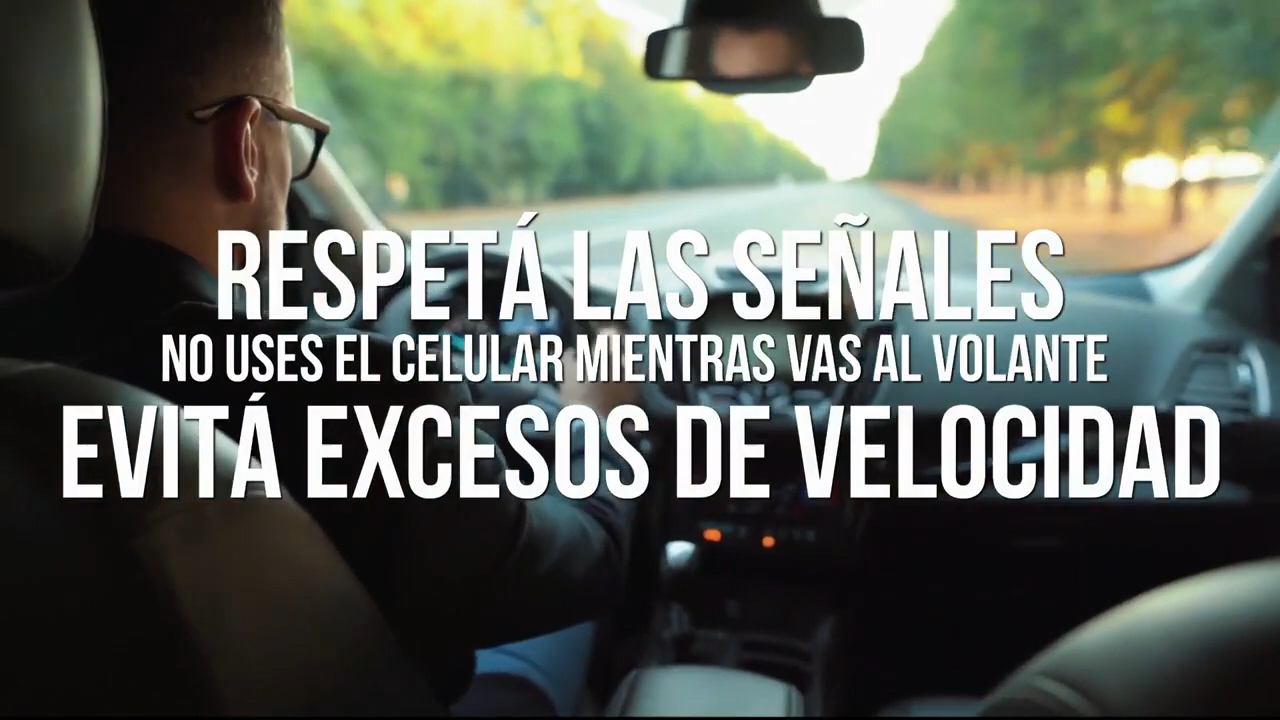 RESPETÁ LAS SEÑALES
NO USES EL CELULAR MIENTRAS VAS AL VOLANTE
EVITÁ EXCESOS DE VELOCIDAD